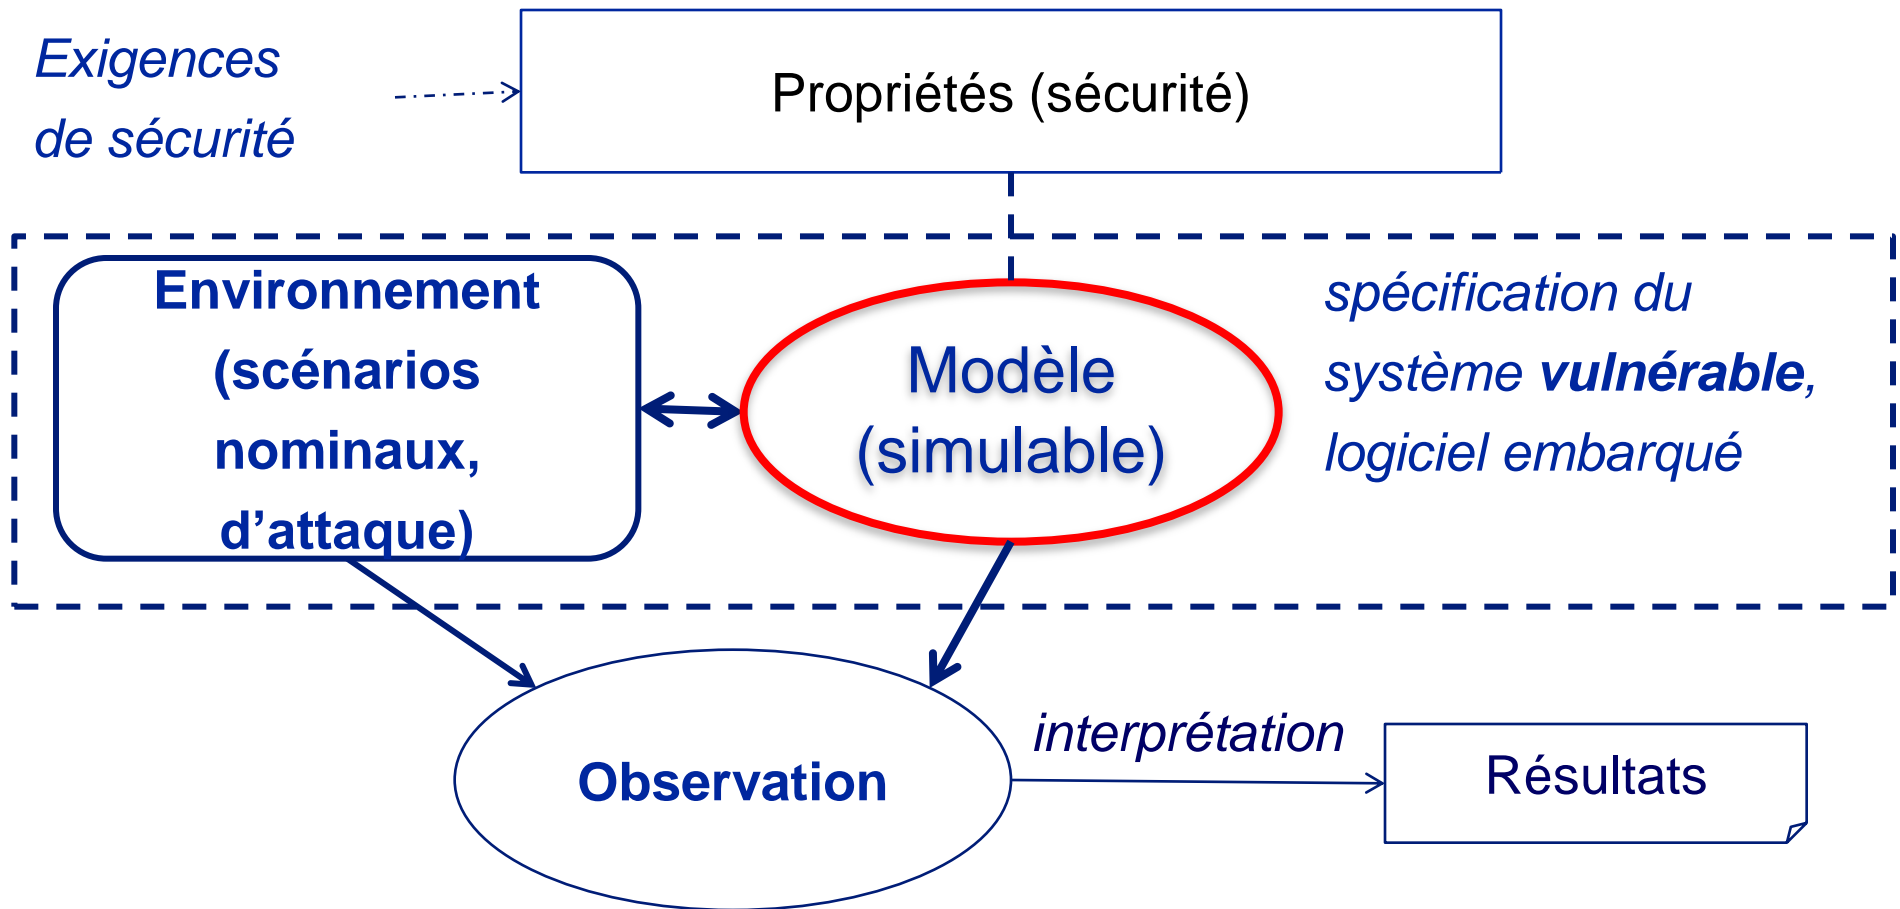 Exigences
de sécurité
Propriétés (sécurité)
Environnement
(scénarios
nominaux,
d’attaque)
Modèle
(simulable)
spécification du
système vulnérable,
logiciel embarqué
Observation
interprétation
Résultats